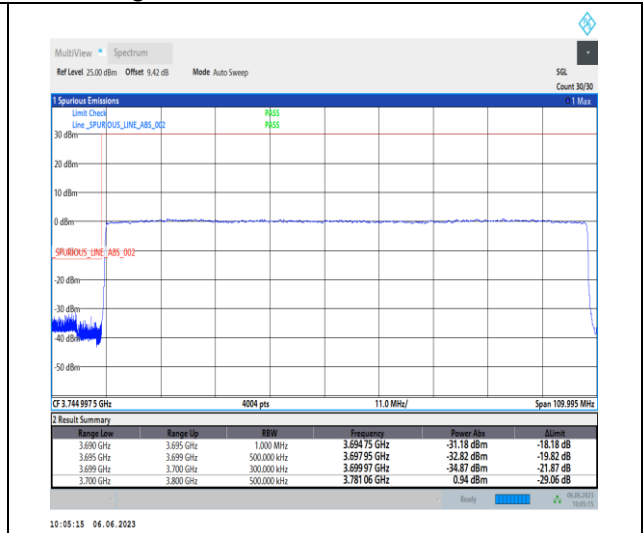 MultiView Spectrum
Ref Level 25.00 dBm Offset 9.42 dB Mode Auto Sweep SGL
Count 30/30
1 Spurious Emissions 1 Max
Limit Check PASS
Line _SPURIOUS_LINE_ABS_002 PASS
30 dBm
20 dBm
10 dBm
0 dBm
_SPURIOUS_LINE_ABS_002
-20 dBm
-30 dBm
-40 dBm
-50 dBm
CF 3.744 997 5 GHz 4004 pts 11.0 MHz/ Span 109.995 MHz
2 Result Summary
Range Low Range Up RBW Frequency Power Abs ΔLimit
3.690 GHz 3.695 GHz 1.000 MHz 3.694 75 GHz -31.18 dBm -18.18 dB
3.695 GHz 3.699 GHz 500.000 kHz 3.697 95 GHz -32.82 dBm -19.82 dB
3.699 GHz 3.700 GHz 300.000 kHz 3.699 97 GHz -34.87 dBm -21.87 dB
3.700 GHz 3.800 GHz 500.000 kHz 3.781 06 GHz 0.94 dBm -29.06 dB
Ready 06.06.2023
10:05:15
10:05:15 06.06.2023